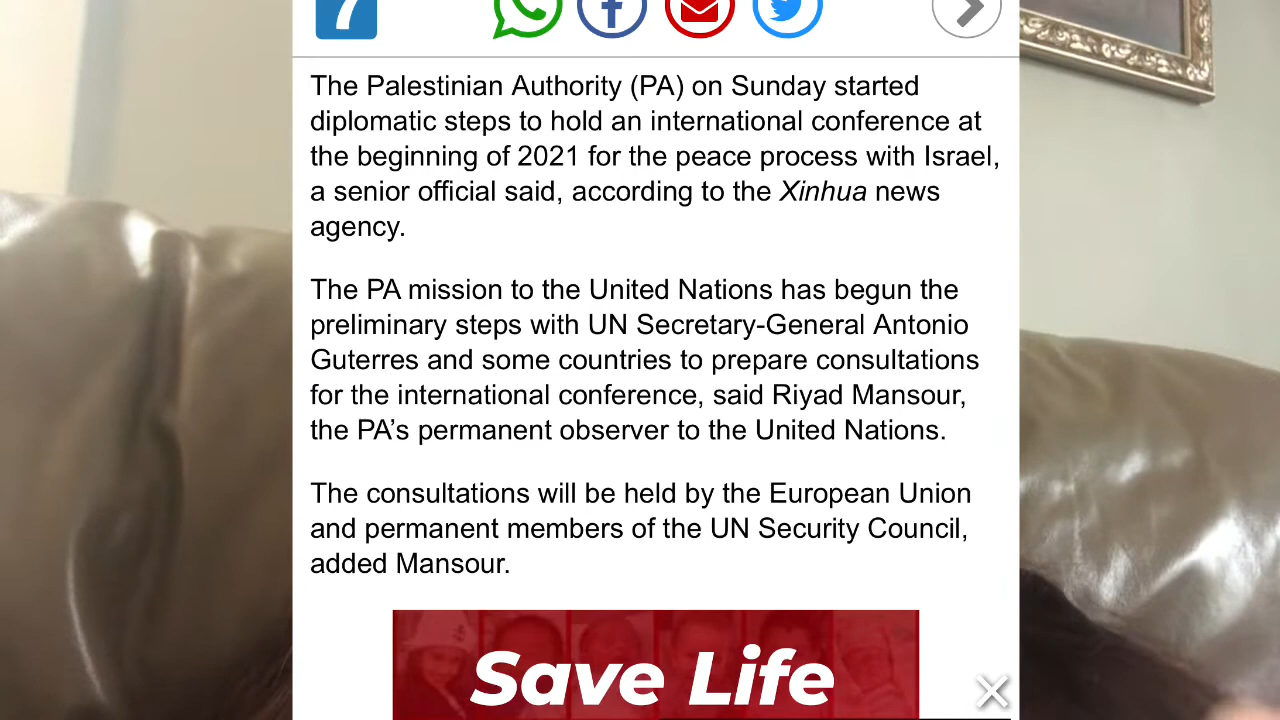 7
The Palestinian Authority (PA) on Sunday started
diplomatic steps to hold an international conference at
the beginning of 2021 for the peace process with Israel,
a senior official said, according to the Xinhua news
agency.
The PA mission to the United Nations has begun the
preliminary steps with UN Secretary-General Antonio
Guterres and some countries to prepare consultations
for the international conference, said Riyad Mansour,
the PA’s permanent observer to the United Nations.
The consultations will be held by the European Union
and permanent members of the UN Security Council,
added Mansour.
Save Life